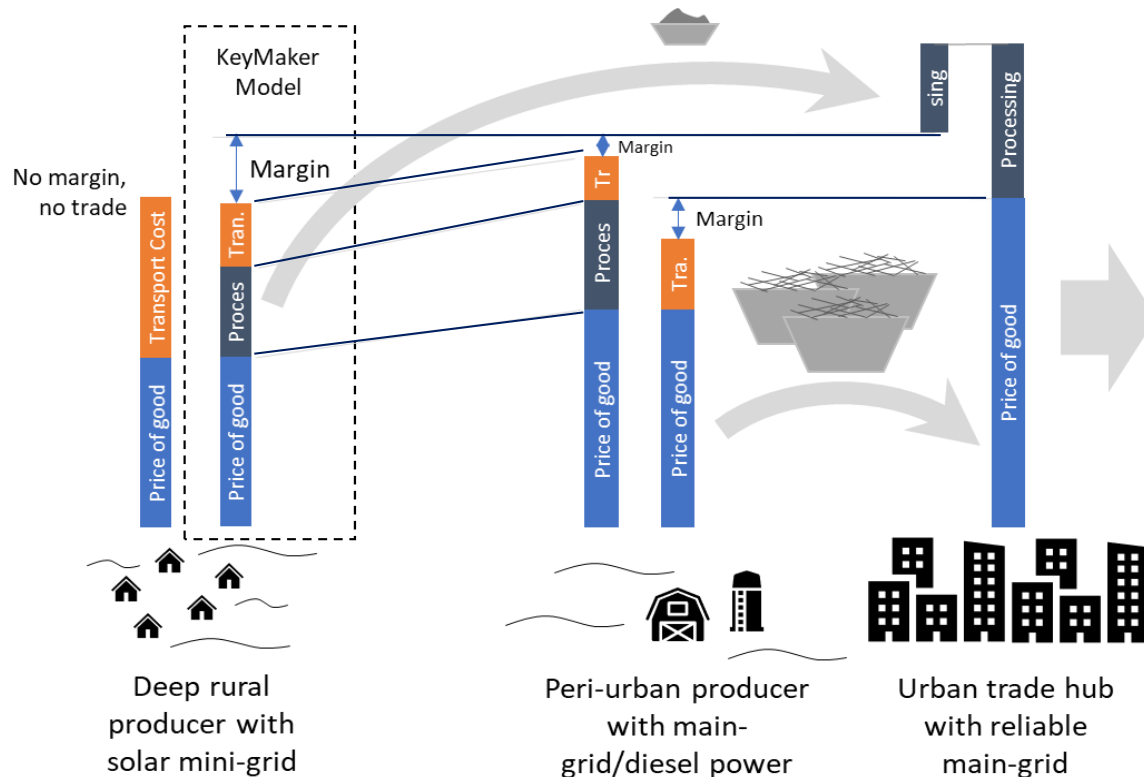 KeyMaker
Model
No margin,
no trade
Margin
Transport Cost
Price of good
Tran.
Proces
Price of good
Margin
Tr
Proces
Price of good
Margin
Tra.
Price of good
sing
Processing
Price of good
Deep rural
producer with
solar mini-grid
Peri-urban producer
with main-
grid/diesel power
Urban trade hub
with reliable
main-grid